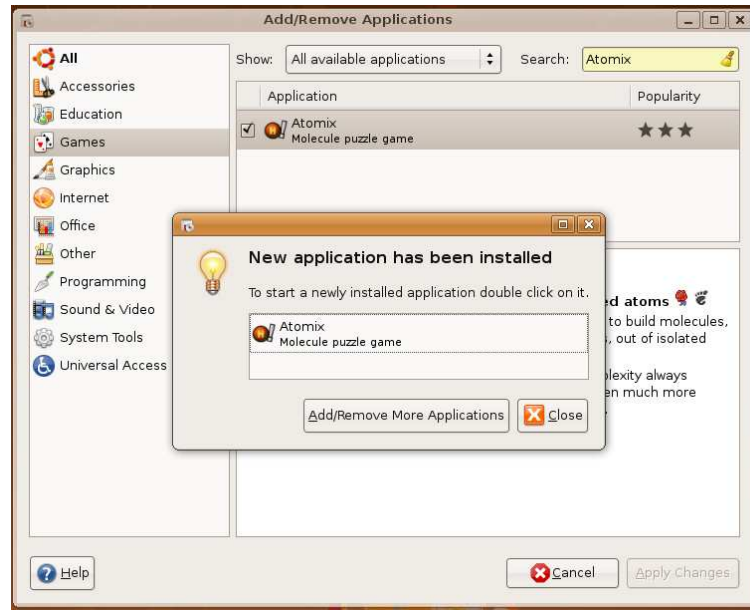 Add/Remove Applications
All
Accessories
Education
Games
Graphics
Internet
Office
Other
Programming
Sound & Video
System Tools
Universal Access
Show: All available applications Search: Atomix
Application Popularity
Atomix
Molecule puzzle game
New application has been installed
To start a newly installed application double click on it.
Atomix
Molecule puzzle game
Add/Remove More Applications Close
atoms
to build molecules,
out of isolated
always
much more
Help Cancel Apply Changes